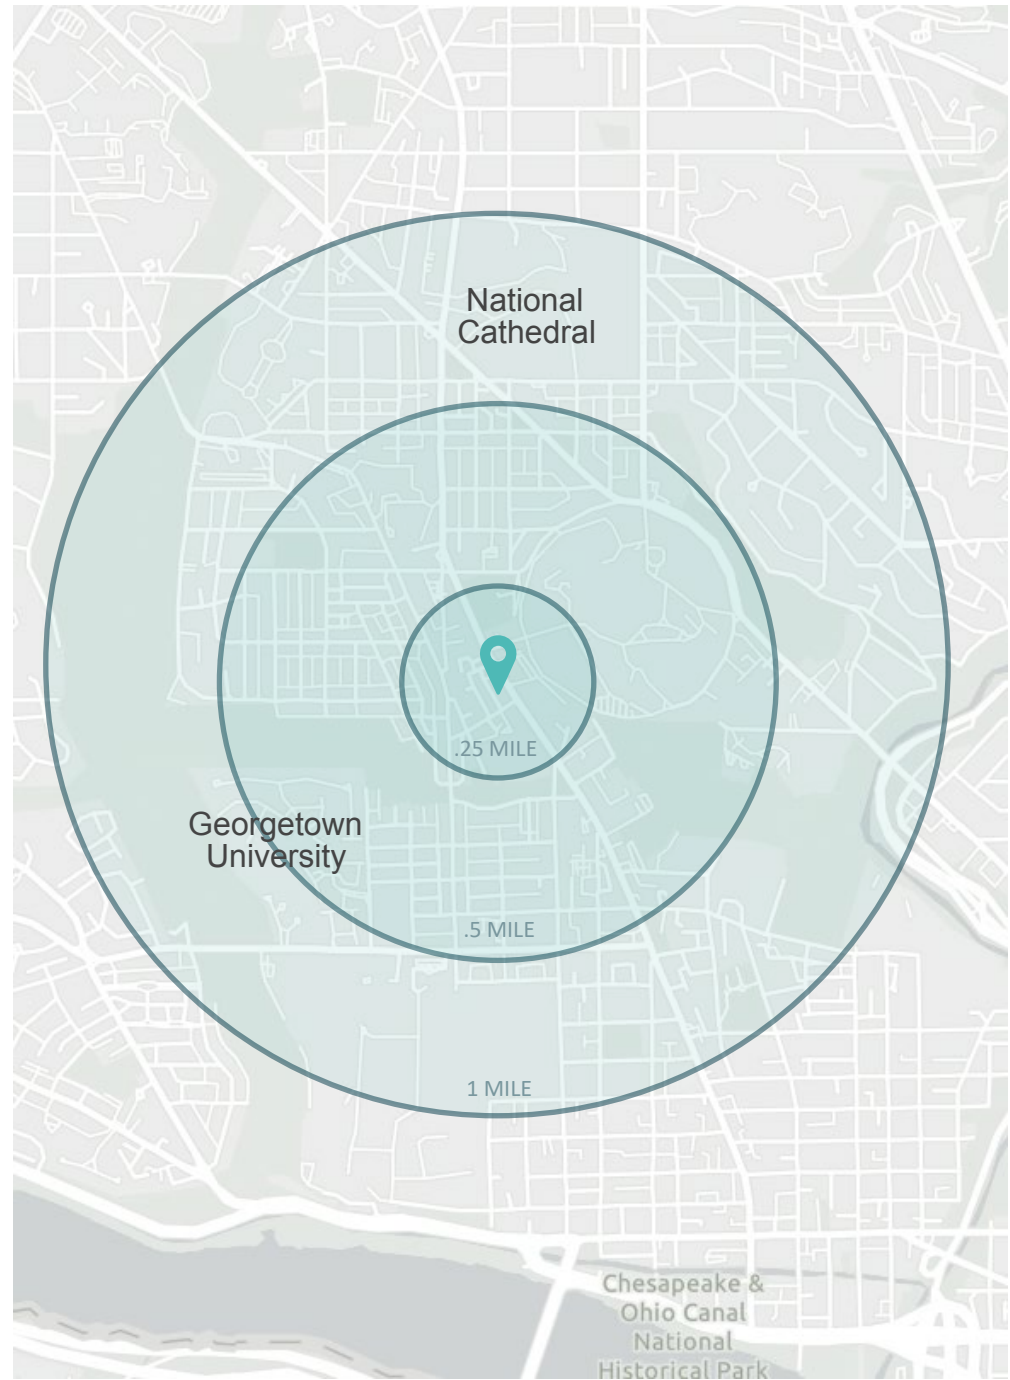 National
Cathedral
.25 MILE
Georgetown
University
.5 MILE
1 MILE
Chesapeake &
Ohio Canal
National
Historical Park